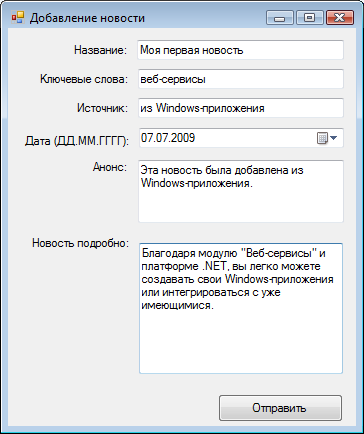 Добавление новости
Название: Моя первая новость
Ключевые слова: веб-сервисы
Источник: из Windows-приложения
Дата (ДД.ММ.ГГГГ): 07.07.2009
Анонс: Эта новость была добавлена из
Windows-приложения.
Новость подробно:
Благодаря модулю "Веб-сервисы" и
платформе .NET, вы легко можете
создавать свои Windows-приложения
или интегрироваться с уже
имеющимися.
Отправить